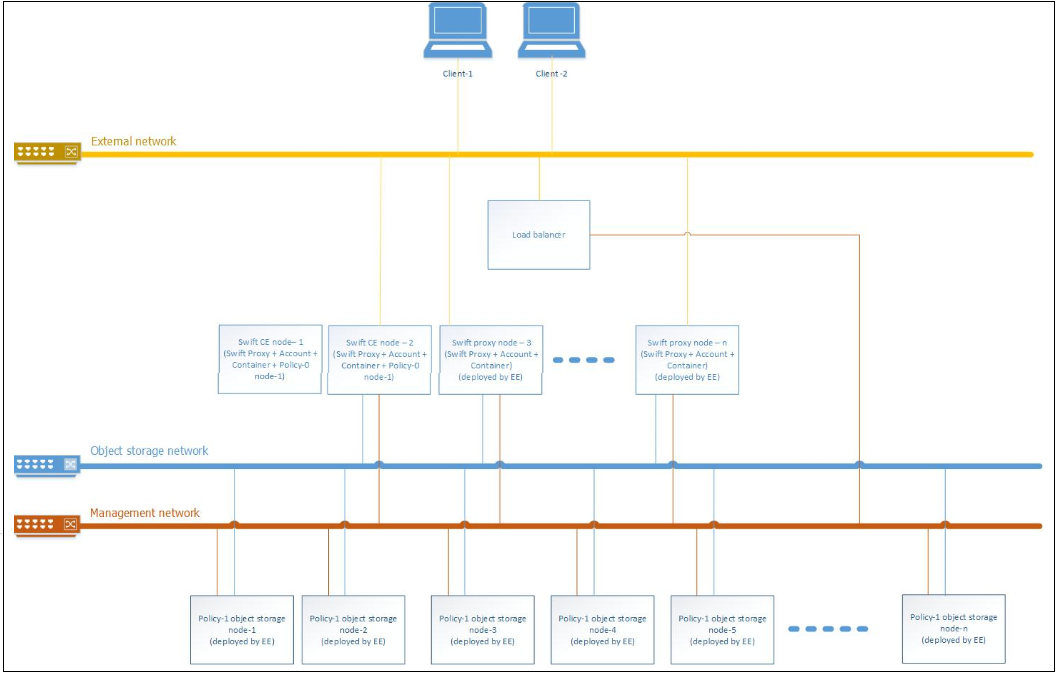 Client-1
Client -2
External network
Load balancer
Swift CE node– 1
(Swift Proxy + Account +
Container + Policy-0
node-1)
Swift CE node – 2
(Swift Proxy + Account +
Container + Policy-0
node-1)
Swift proxy node – 3
(Swift Proxy + Account +
Container)
(deployed by EE)
Swift proxy node – n
(Swift Proxy + Account +
Container)
(deployed by EE)
Object storage network
Management network
Policy-1 object storage
node-1
(deployed by EE)
Policy-1 object storage
node-2
(deployed by EE)
Policy-1 object storage
node-3
(deployed by EE)
Policy-1 object storage
node-4
(deployed by EE)
Policy-1 object storage
node-5
(deployed by EE)
Policy-1 object storage
node-n
(deployed by EE)